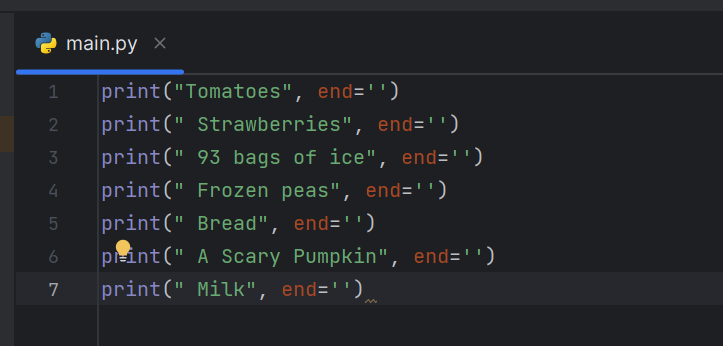 main.py
1 print("Tomatoes", end='')
2 print(" Strawberries", end='')
3 print(" 93 bags of ice", end='')
4 print(" Frozen peas", end='')
5 print(" Bread", end='')
6 print(" A Scary Pumpkin", end='')
7 print(" Milk", end='')